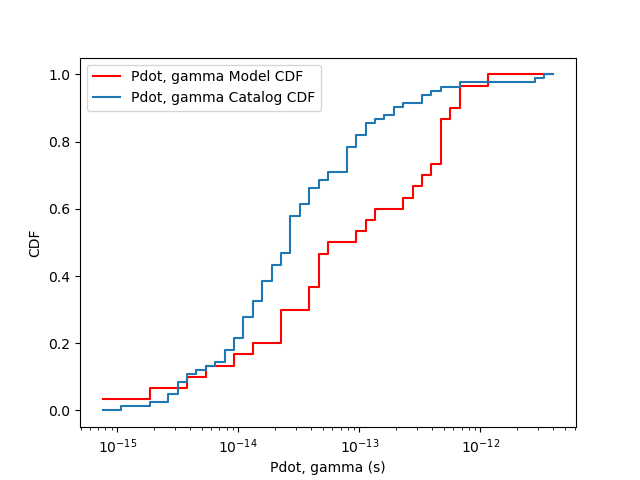 Pdot, gamma Model CDF
Pdot, gamma Catalog CDF
1.0
0.8
0.6
0.4
0.2
0.0
CDF
10⁻¹⁵ 10⁻¹⁴ 10⁻¹³ 10⁻¹²
Pdot, gamma (s)